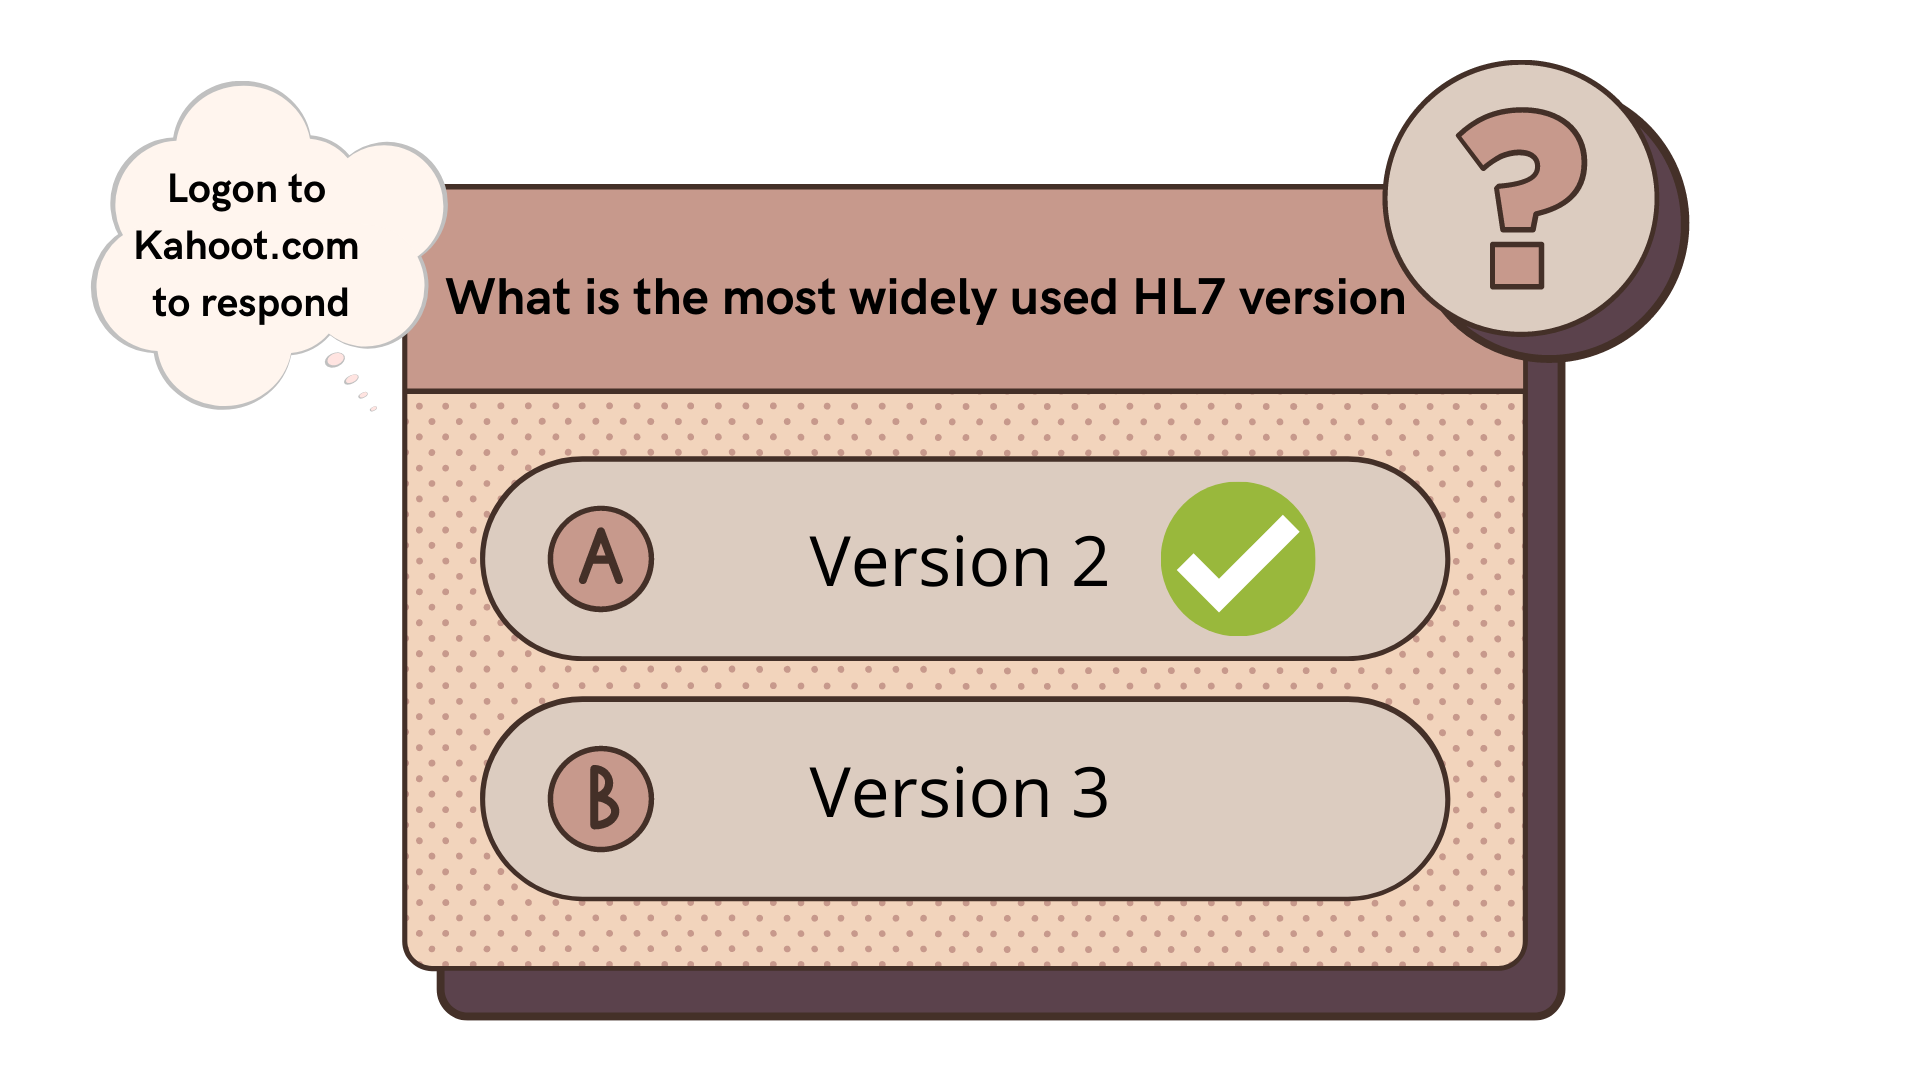 Logon to
Kahoot.com
to respond
What is the most widely used HL7 version
?
A
Version 2
B
Version 3